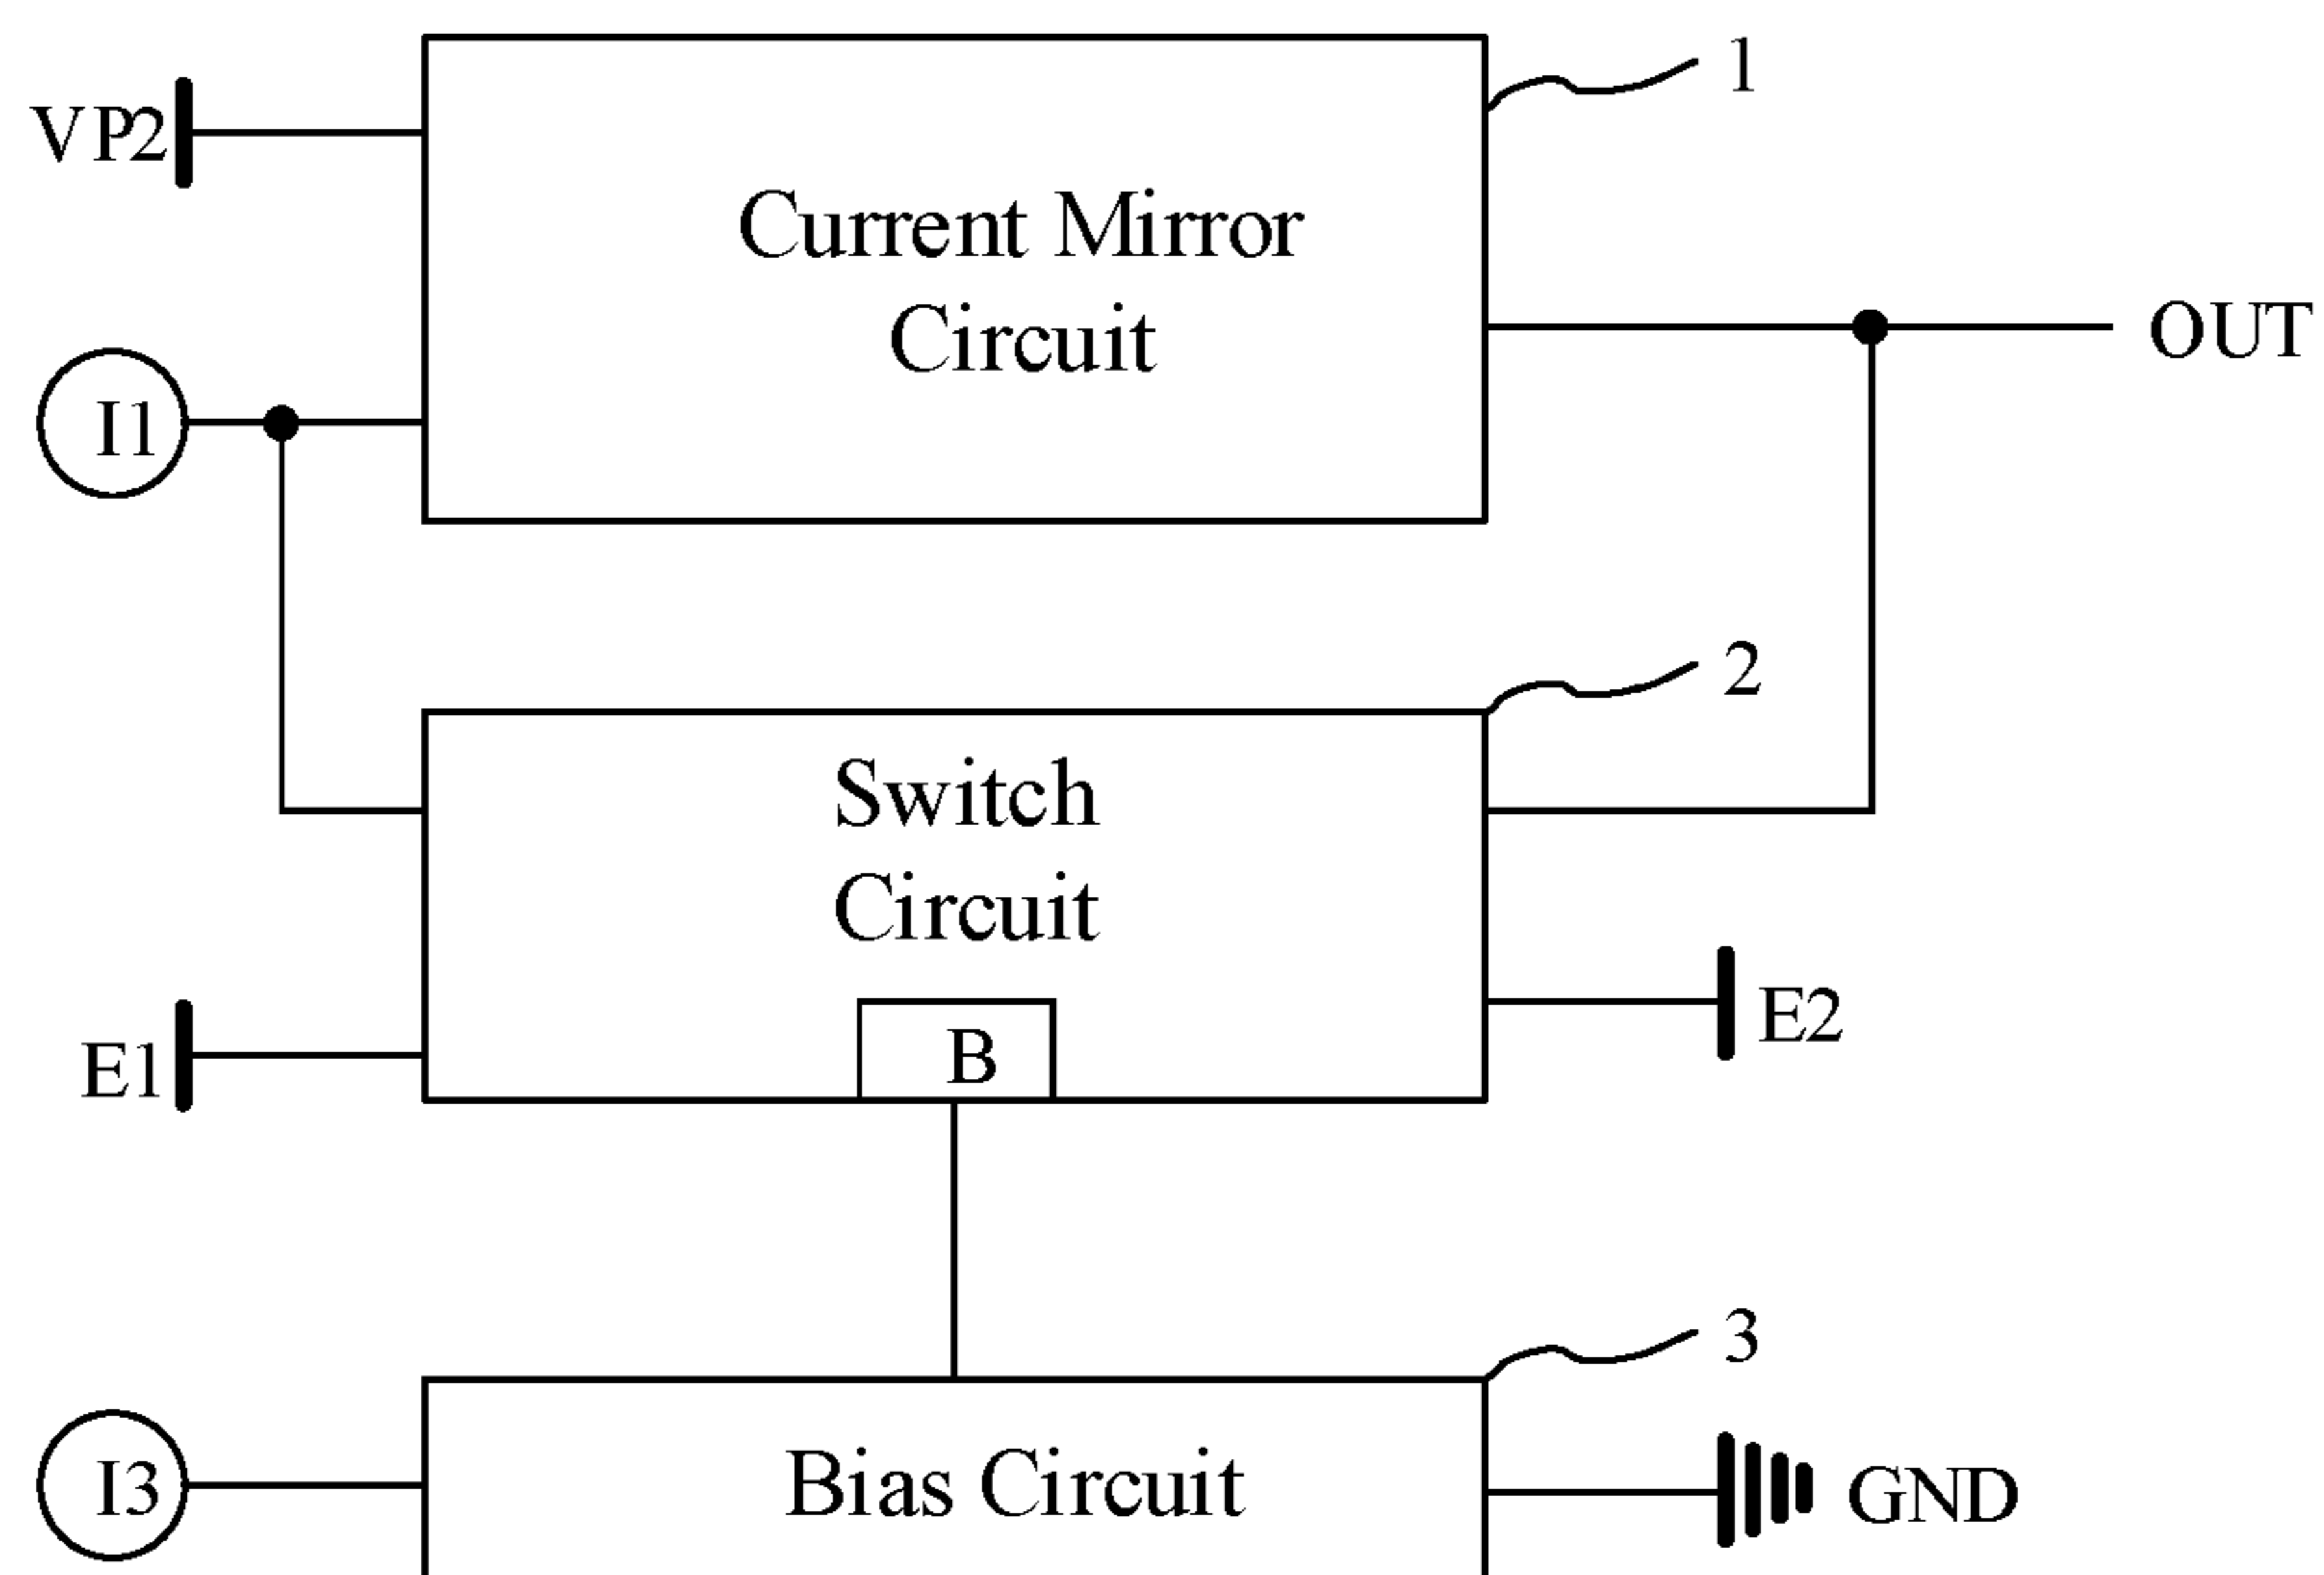 1
VP2
Current Mirror
Circuit
OUT
I1
2
Switch
Circuit
E2
B
E1
3
I3
Bias Circuit
GND